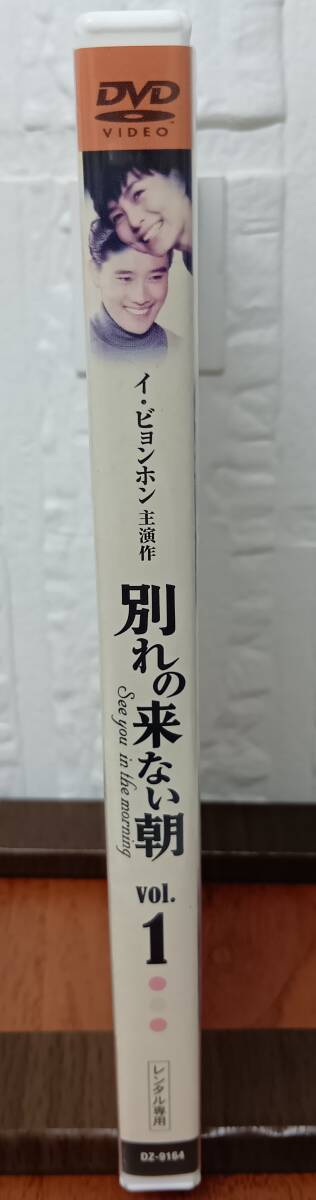 DVD
VIDEO
イ・ビョンホン 主演作
別れの来ない朝
See you in the morning
vol.
1
レンタル専用
DZ-9164